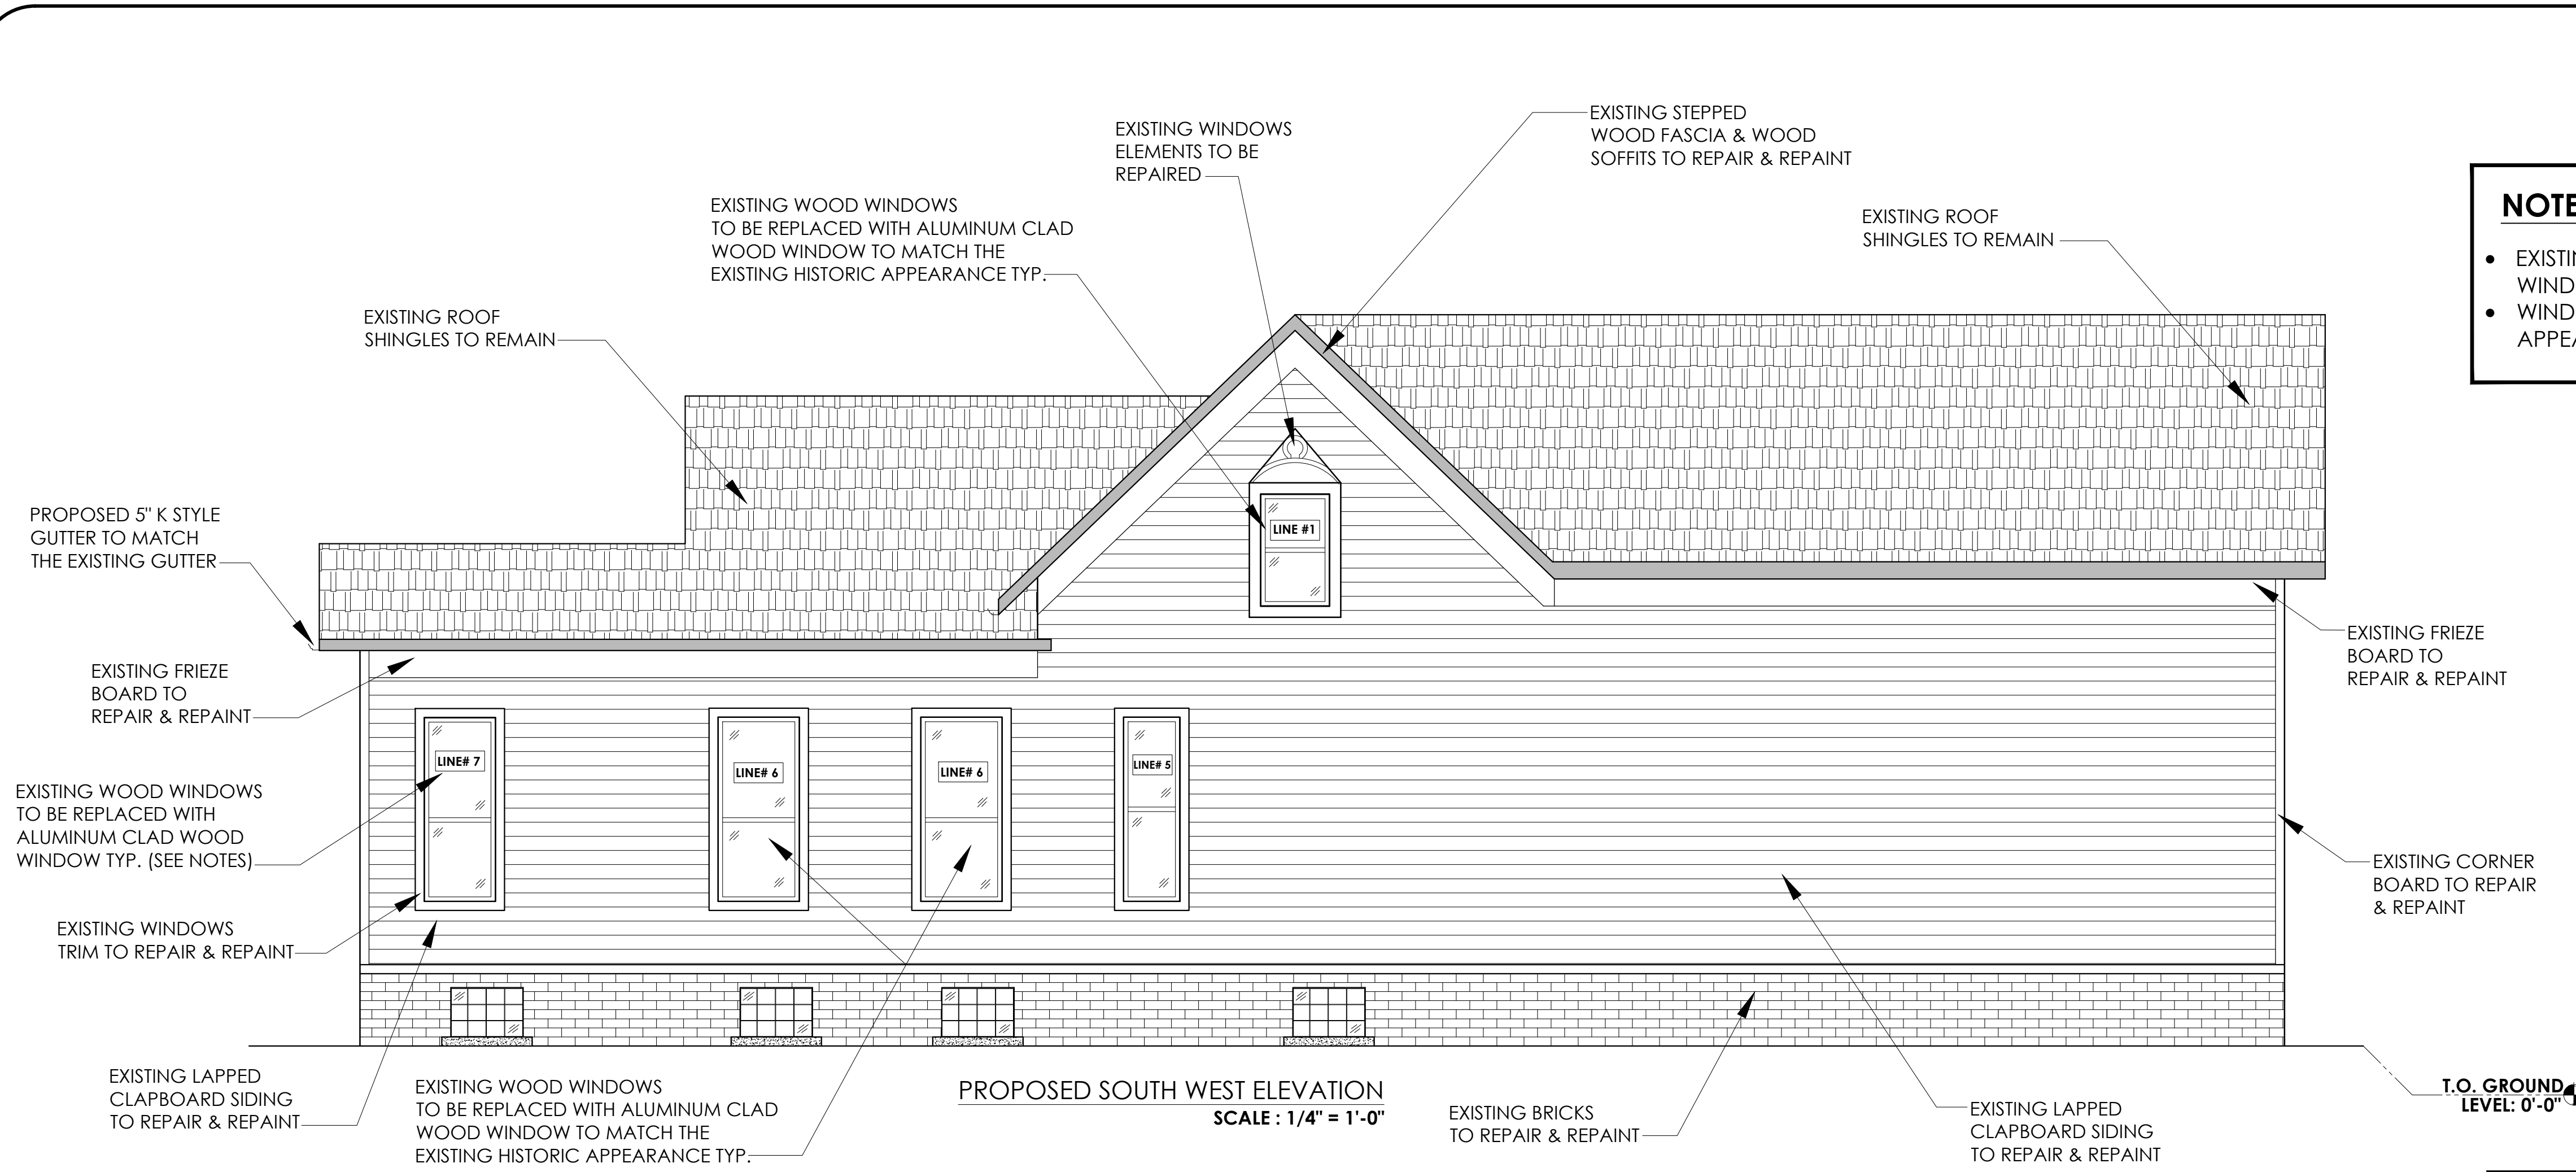 EXISTING STEPPED
WOOD FASCIA & WOOD
SOFFITS TO REPAIR & REPAINT
EXISTING WINDOWS
ELEMENTS TO BE
REPAIRED
EXISTING WOOD WINDOWS
TO BE REPLACED WITH ALUMINUM CLAD
WOOD WINDOW TO MATCH THE
EXISTING HISTORIC APPEARANCE TYP.
EXISTING ROOF
SHINGLES TO REMAIN
NOTE
• EXISTIN
WIND
• WIND
APPEA
EXISTING ROOF
SHINGLES TO REMAIN
PROPOSED 5" K STYLE
GUTTER TO MATCH
THE EXISTING GUTTER
LINE #1
EXISTING FRIEZE
BOARD TO
REPAIR & REPAINT
EXISTING FRIEZE
BOARD TO
REPAIR & REPAINT
LINE# 7
LINE# 6
LINE# 6
LINE# 5
EXISTING WOOD WINDOWS
TO BE REPLACED WITH
ALUMINUM CLAD WOOD
WINDOW TYP. (SEE NOTES)
EXISTING CORNER
BOARD TO REPAIR
& REPAINT
EXISTING WINDOWS
TRIM TO REPAIR & REPAINT
EXISTING LAPPED
CLAPBOARD SIDING
TO REPAIR & REPAINT
EXISTING WOOD WINDOWS
TO BE REPLACED WITH ALUMINUM CLAD
WOOD WINDOW TO MATCH THE
EXISTING HISTORIC APPEARANCE TYP.
PROPOSED SOUTH WEST ELEVATION
SCALE : 1/4" = 1'-0"
EXISTING BRICKS
TO REPAIR & REPAINT
EXISTING LAPPED
CLAPBOARD SIDING
TO REPAIR & REPAINT
T.O. GROUND
LEVEL: 0'-0"